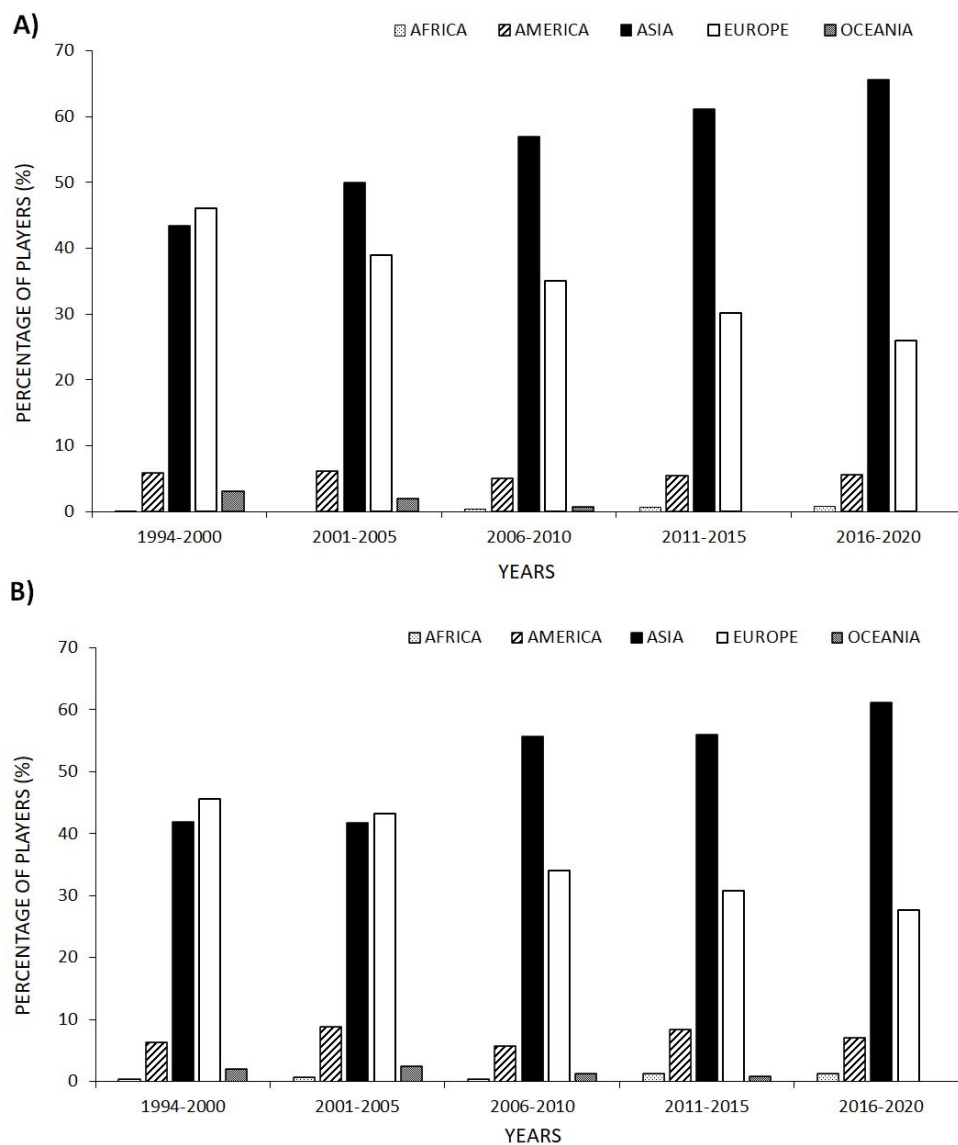 A)
AFRICA AMERICA ASIA EUROPE OCEANIA
PERCENTAGE OF PLAYERS (%)
70
60
50
40
30
20
10
0
1994-2000 2001-2005 2006-2010 2011-2015 2016-2020
YEARS
B)
AFRICA AMERICA ASIA EUROPE OCEANIA
PERCENTAGE OF PLAYERS (%)
70
60
50
40
30
20
10
0
1994-2000 2001-2005 2006-2010 2011-2015 2016-2020
YEARS